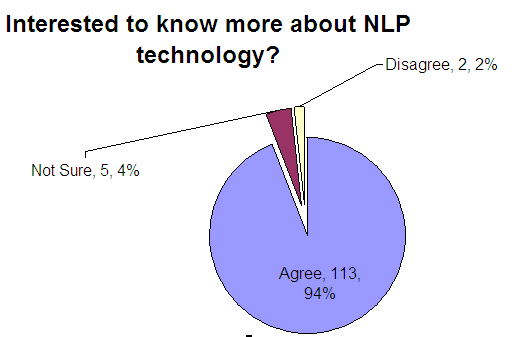 Interested to know more about NLP
technology?
Disagree, 2, 2%
Not Sure, 5, 4%
Agree, 113,
94%